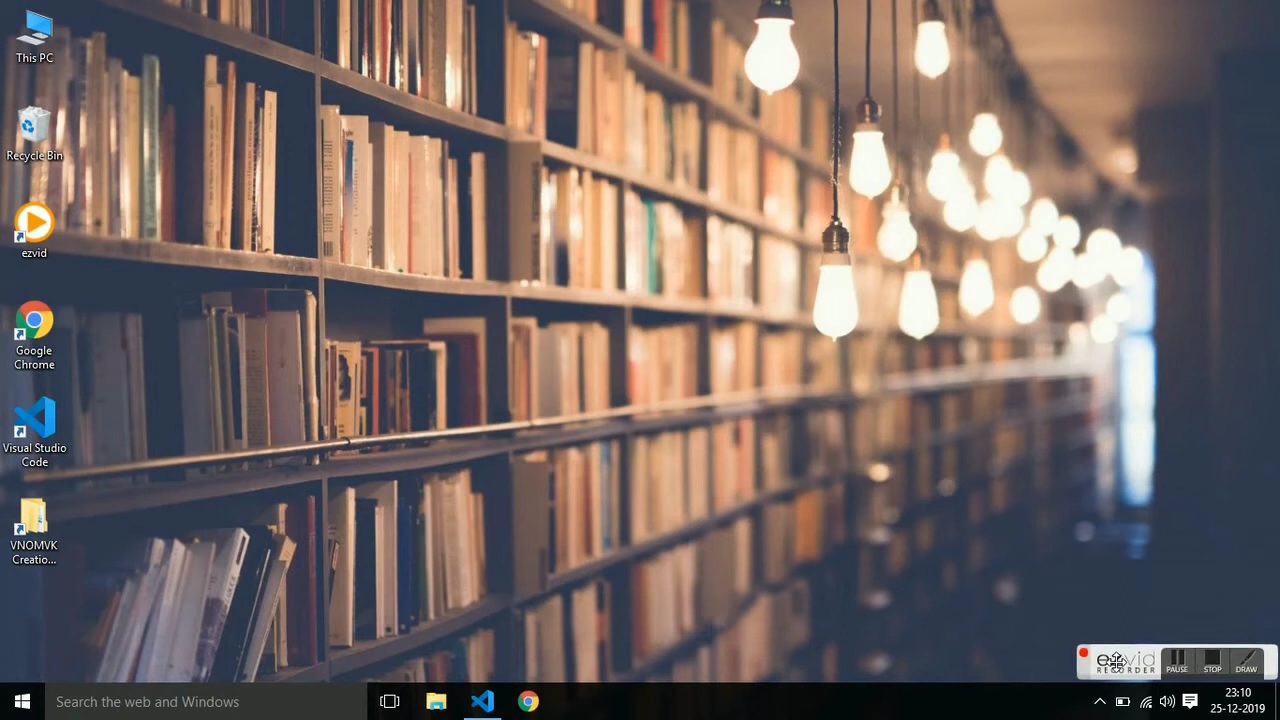 This PC
Recycle Bin
ezvid
Google
Chrome
Visual Studio
Code
VNOMVK
Creatio...
ezvid
RECORDER
PAUSE
STOP
DRAW
Search the web and Windows
23:10
25-12-2019